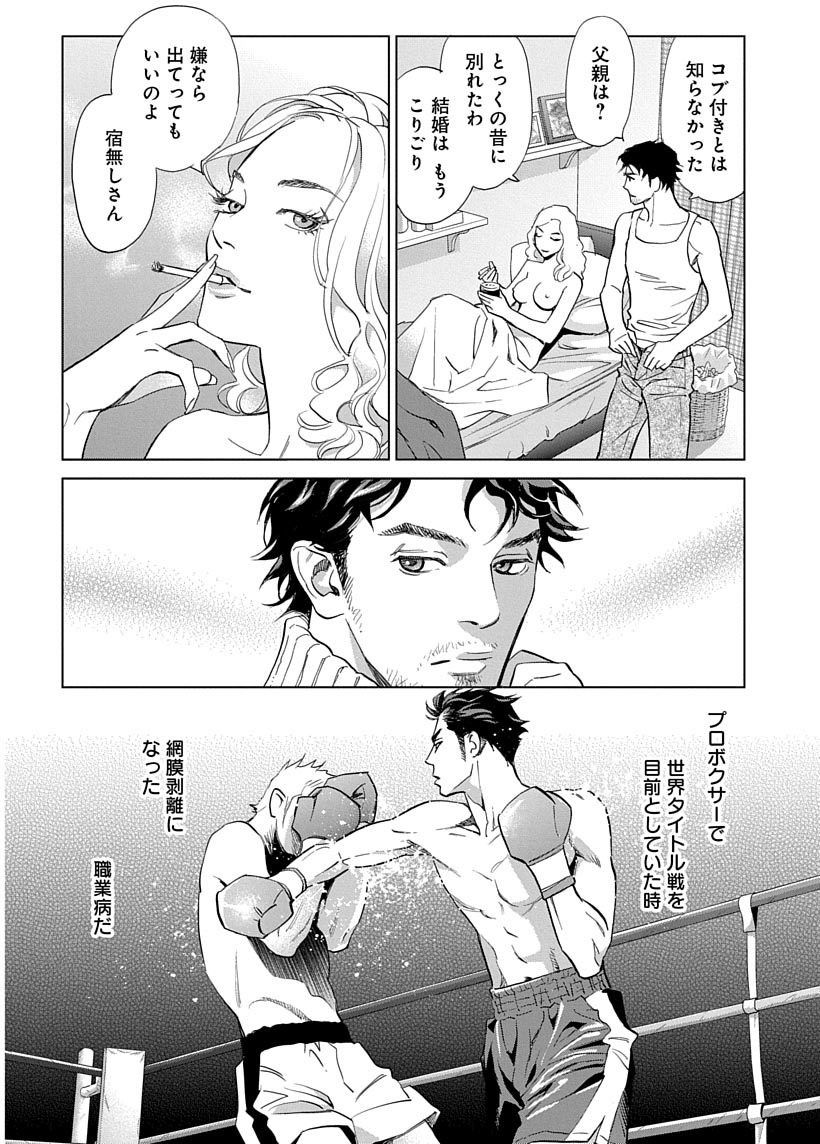 コブ付きとは
知らなかった
父親は?
とっくの昔に
別れたわ
結婚は もう
こりごり
嫌なら
出てっても
いいのよ
宿無しさん
プロボクサーで
世界タイトル戦を
目前としていた時
網膜剥離に
なった
職業病だ